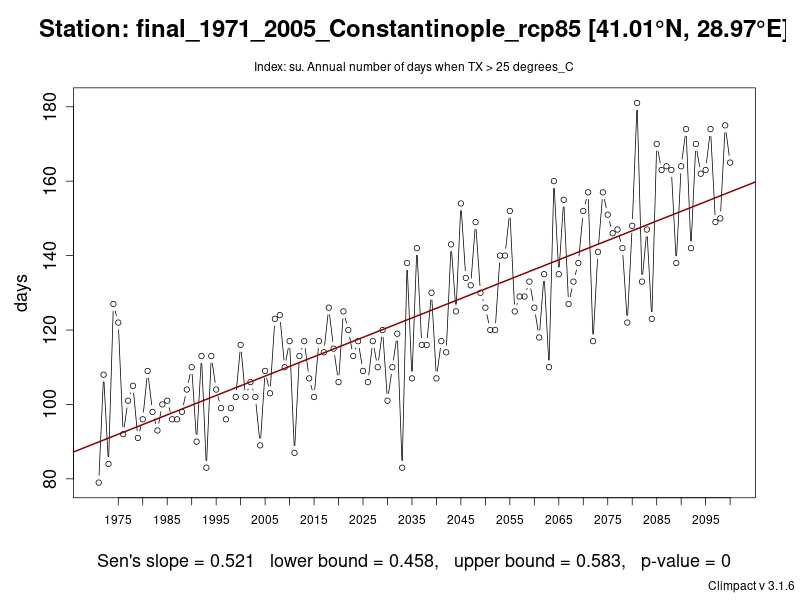 Station: final_1971_2005_Constantinople_rcp85 [41.01°N, 28.97°E]
Index: su. Annual number of days when TX > 25 degrees_C
180
160
140
120
100
80
days
1975 1985 1995 2005 2015 2025 2035 2045 2055 2065 2075 2085 2095
Sen's slope = 0.521 lower bound = 0.458, upper bound = 0.583, p-value = 0
Climpact v 3.1.6